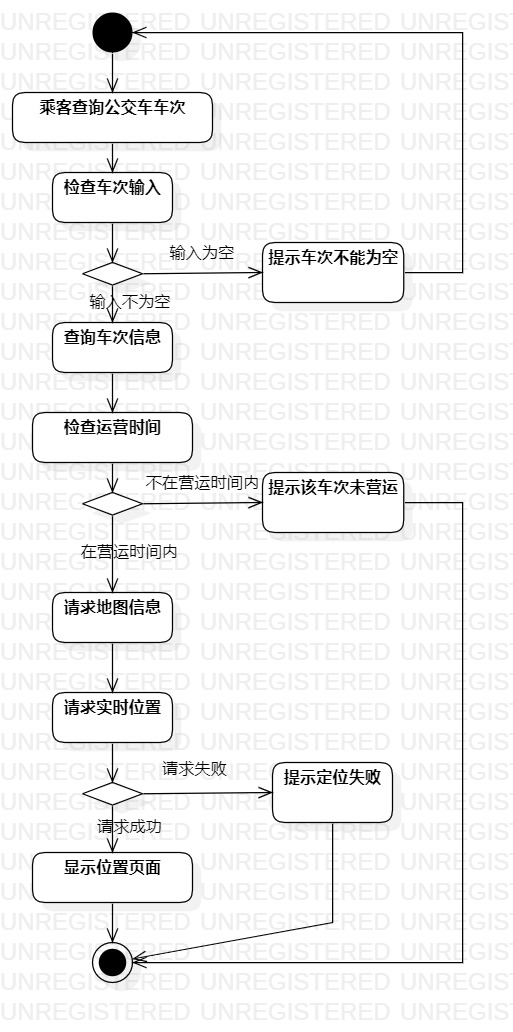 乘客查询公交车车次
检查车次输入
输入为空
提示车次不能为空
输入不为空
查询车次信息
检查运营时间
不在营运时间内
提示该车次未营运
在营运时间内
请求地图信息
请求实时位置
请求失败
提示定位失败
请求成功
显示位置页面
UNREGISTERED